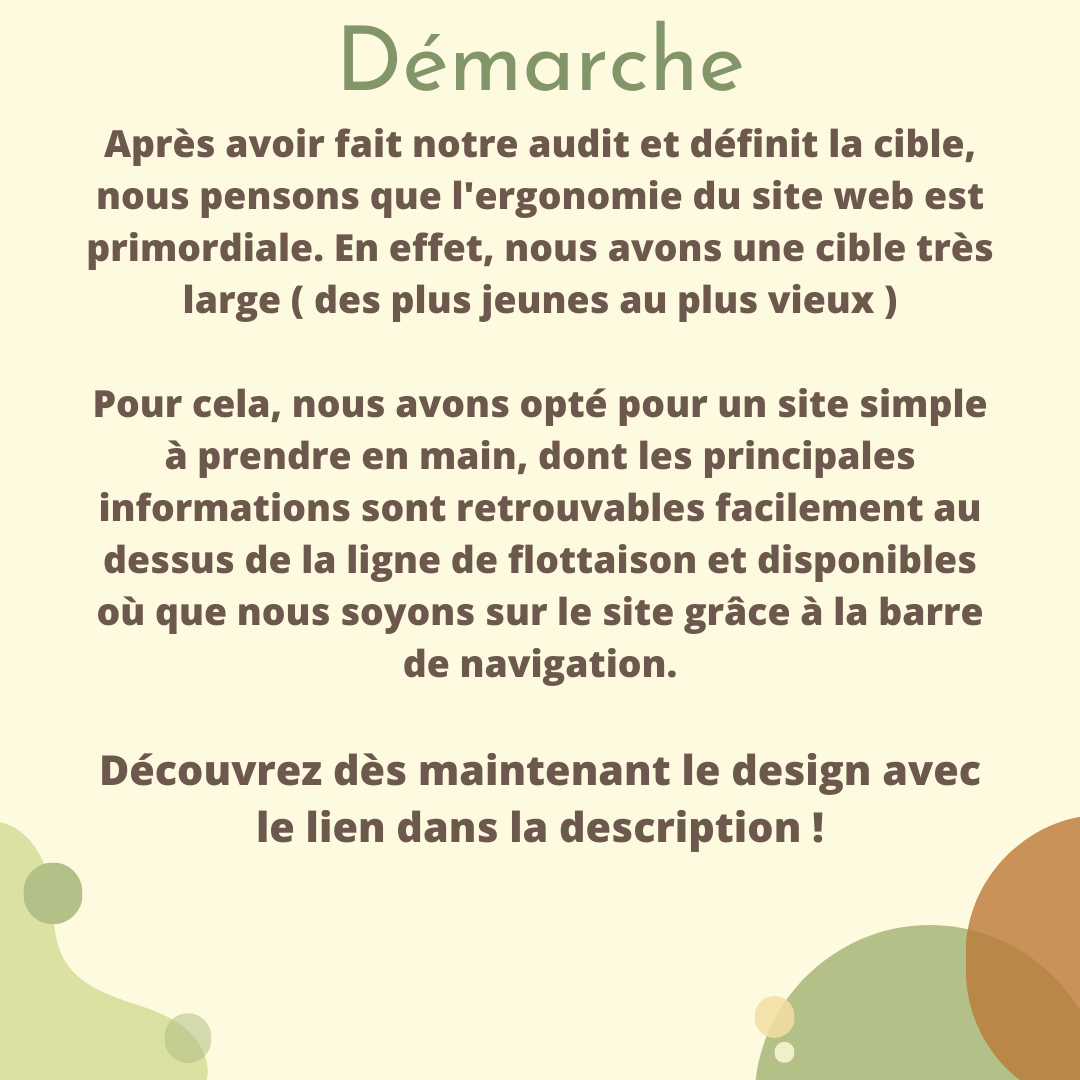 Démarche
Après avoir fait notre audit et définit la cible,
nous pensons que l'ergonomie du site web est
primordiale. En effet, nous avons une cible très
large ( des plus jeunes au plus vieux )
Pour cela, nous avons opté pour un site simple
à prendre en main, dont les principales
informations sont retrouvables facilement au
dessus de la ligne de flottaison et disponibles
où que nous soyons sur le site grâce à la barre
de navigation.
Découvrez dès maintenant le design avec
le lien dans la description !